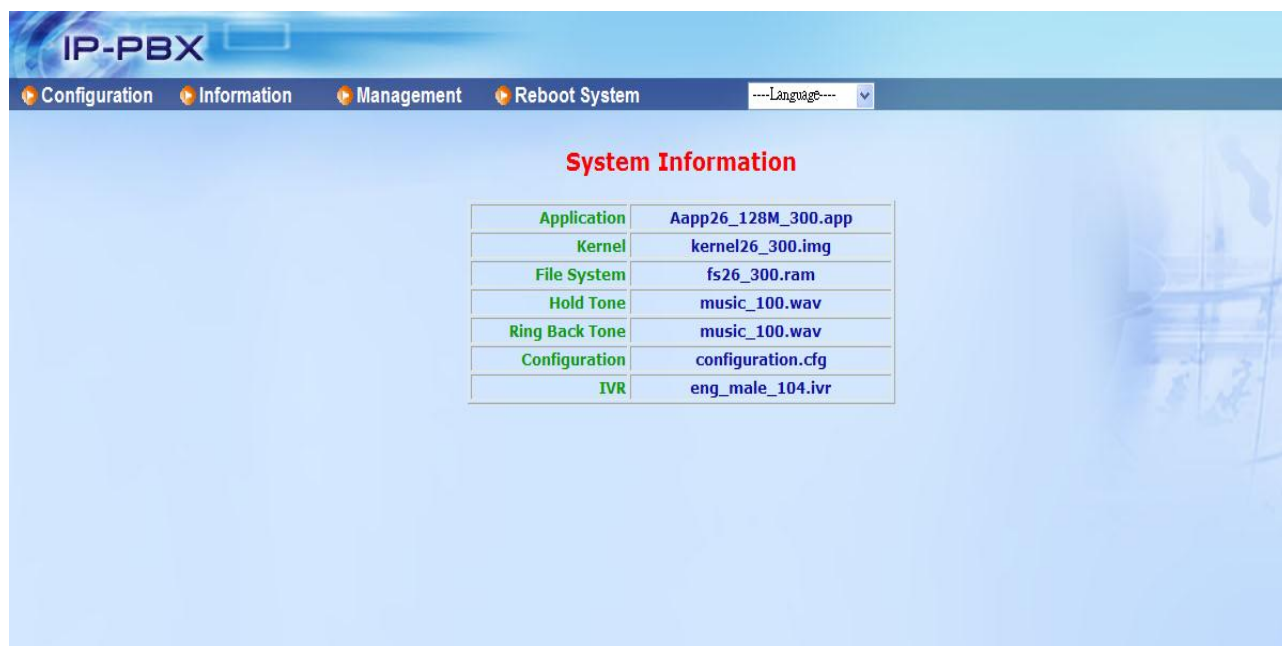 IP-PBX
Configuration Information Management Reboot System ----Language----
System Information
Application Aapp26_128M_300.app
Kernel kernel26_300.img
File System fs26_300.ram
Hold Tone music_100.wav
Ring Back Tone music_100.wav
Configuration configuration.cfg
IVR eng_male_104.ivr